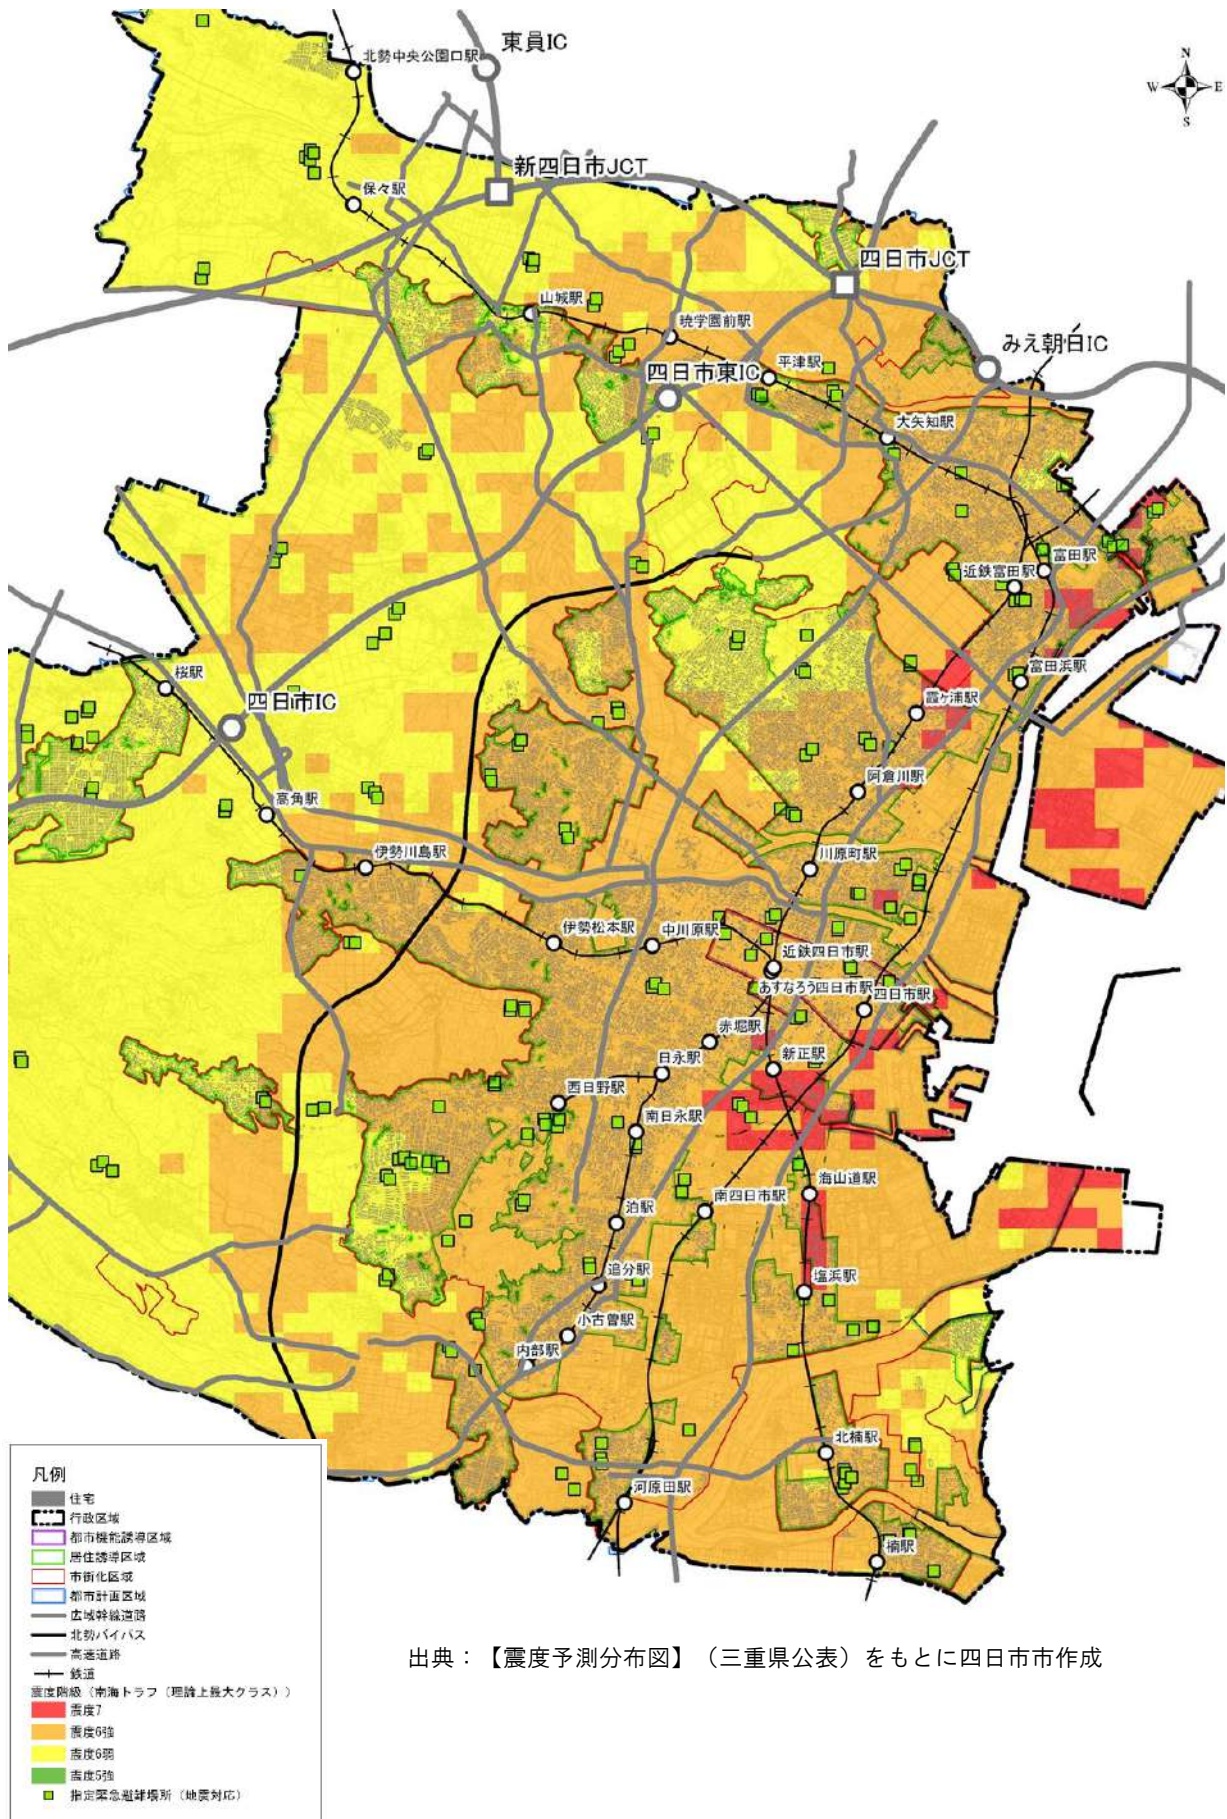 東員IC
北勢中央公園口駅
N
W E
S
新四日市JCT
保々駅
四日市JCT
山城駅
暁学園前駅
みえ朝日IC
平津駅
四日市東IC
大矢知駅
富田駅
近鉄富田駅
富田浜駅
桜駅
四日市IC
霞ヶ浦駅
阿倉川駅
高角駅
川原町駅
伊勢川島駅
伊勢松本駅
中川原駅
近鉄四日市駅
あすなろう四日市駅
四日市駅
赤堀駅
新正駅
日永駅
西日野駅
南日永駅
海山道駅
南四日市駅
泊駅
追分駅
塩浜駅
小古曽駅
内部駅
北楠駅
河原田駅
楠駅
凡例
住宅
行政区域
都市機能誘導区域
居住誘導区域
市街化区域
都市計画区域
広域幹線道路
北勢バイパス
高速道路
鉄道
震度階級（南海トラフ（理論上最大クラス））
震度7
震度6強
震度6弱
震度5強
指定緊急避難場所（地震対応）
出典：【震度予測分布図】（三重県公表）をもとに四日市市作成